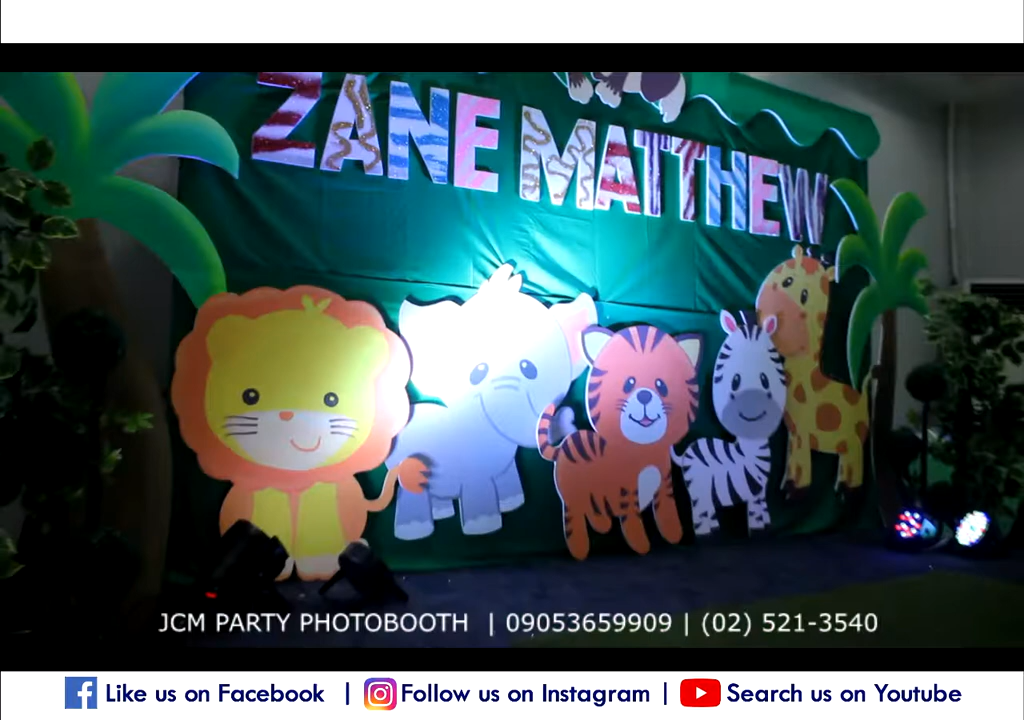 ZANE MATTHEW
JCM PARTY PHOTOBOOTH | 09053659909 | (02) 521-3540
Like us on Facebook | Follow us on Instagram | Search us on Youtube